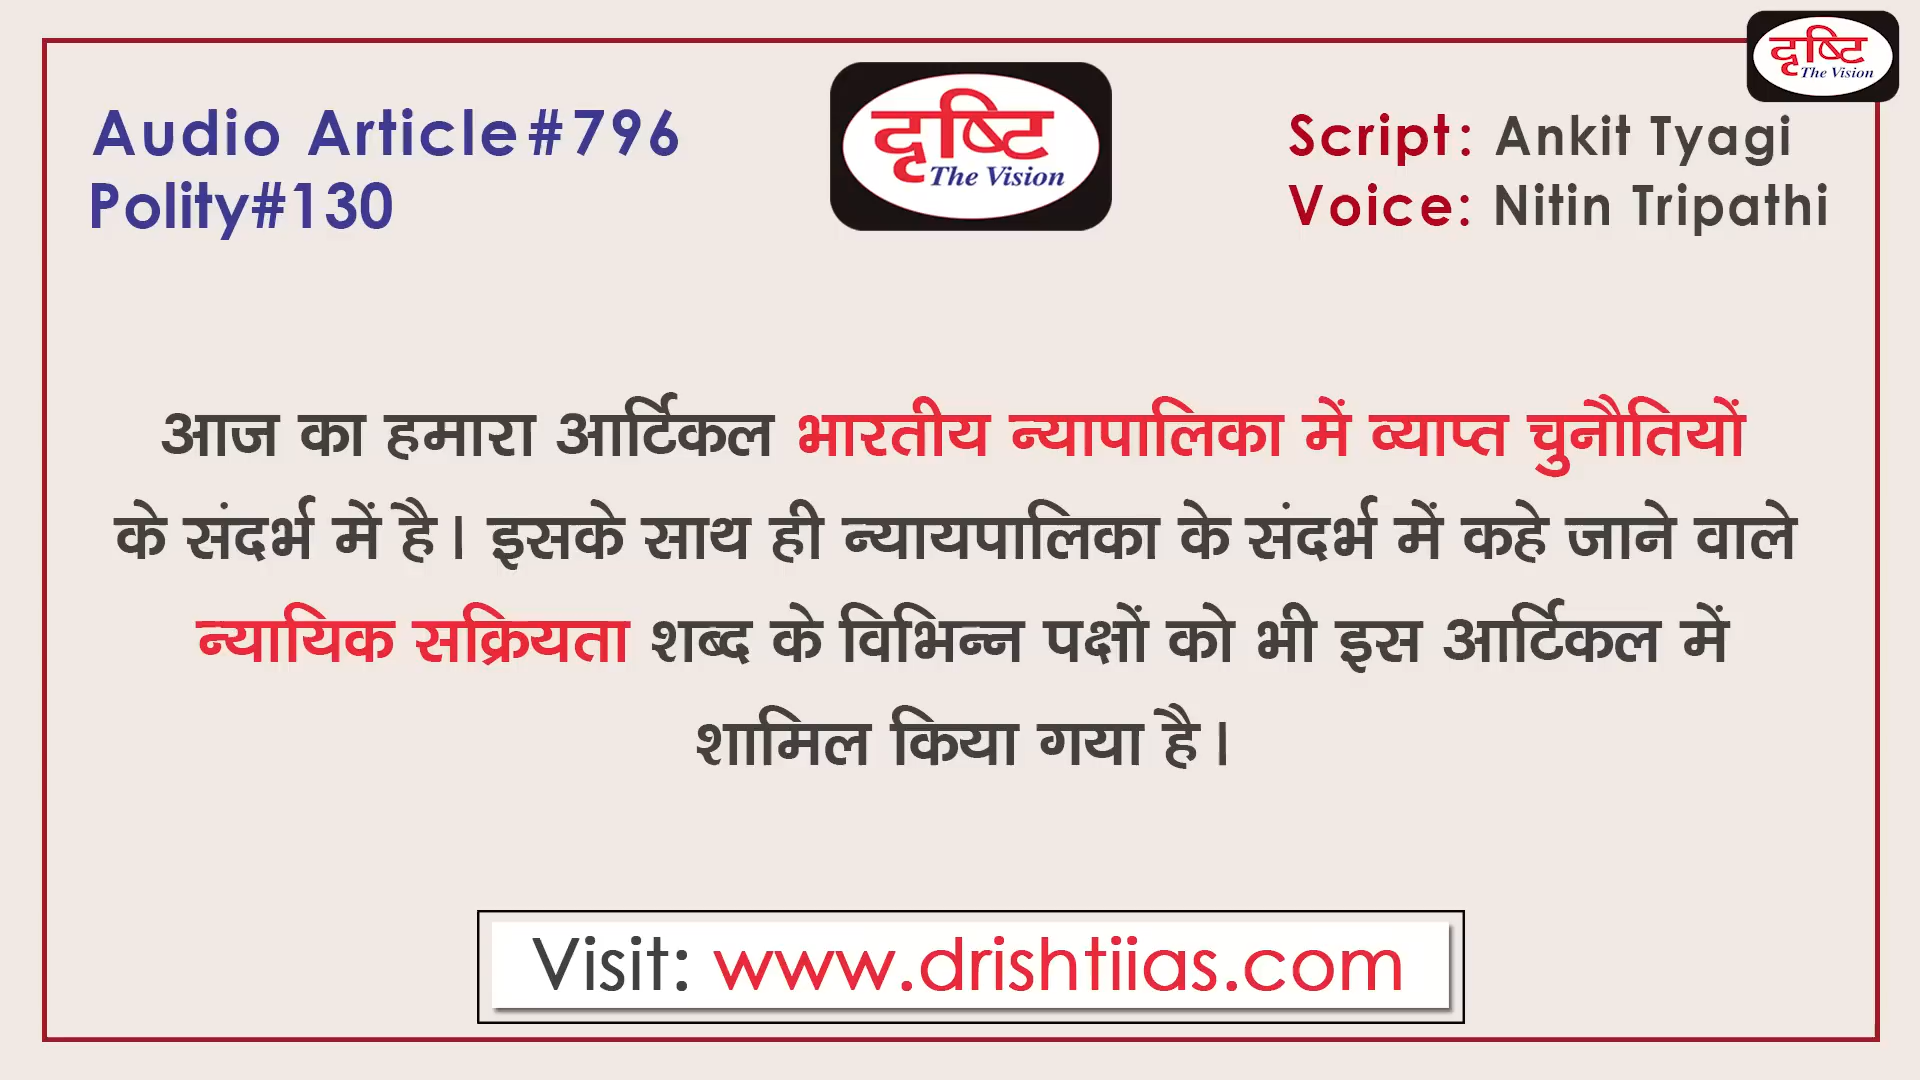 Audio Article#796
Polity#130
दृष्टि
The Vision
Script: Ankit Tyagi
Voice: Nitin Tripathi
दृष्टि
The Vision
आज का हमारा आर्टिकल भारतीय न्यापालिका में व्याप्त चुनौतियों
के संदर्भ में है। इसके साथ ही न्यायपालिका के संदर्भ में कहे जाने वाले
न्यायिक सक्रियता शब्द के विभिन्न पक्षों को भी इस आर्टिकल में
शामिल किया गया है।
Visit: www.drishtiias.com